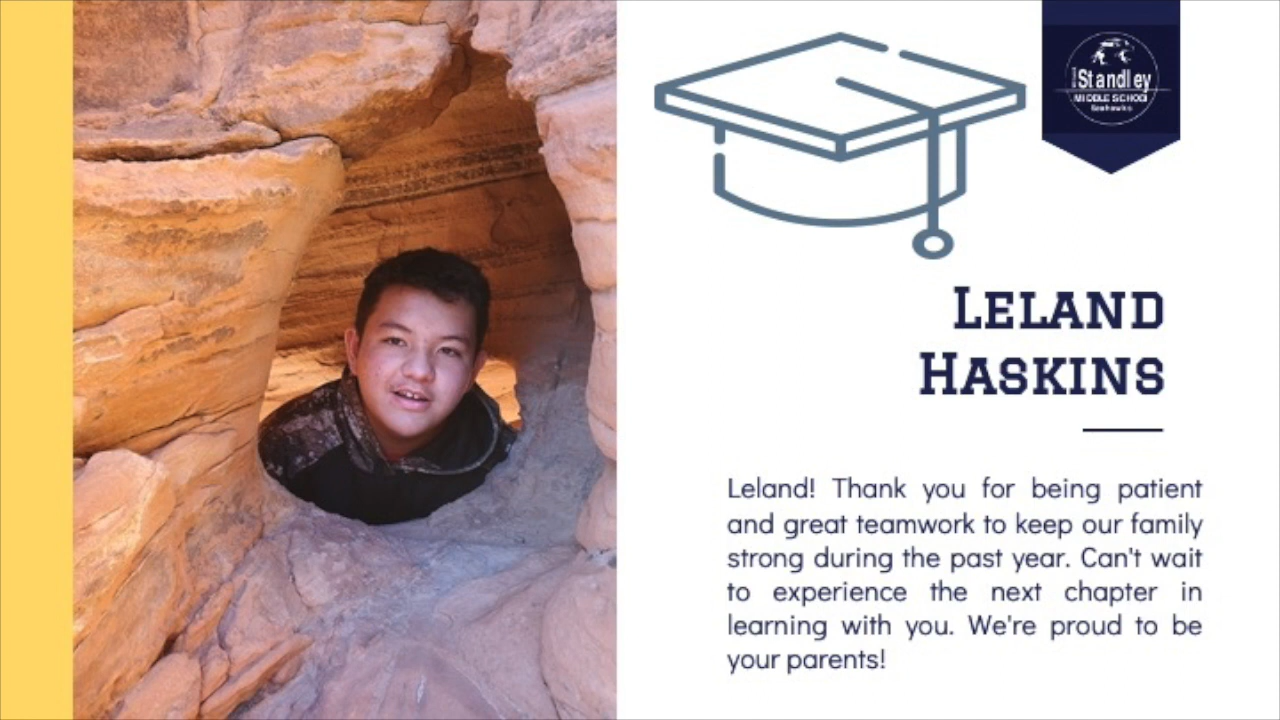 Standley
MIDDLE SCHOOL
Seahawks
LELAND
HASKINS
Leland! Thank you for being patient
and great teamwork to keep our family
strong during the past year. Can't wait
to experience the next chapter in
learning with you. We're proud to be
your parents!